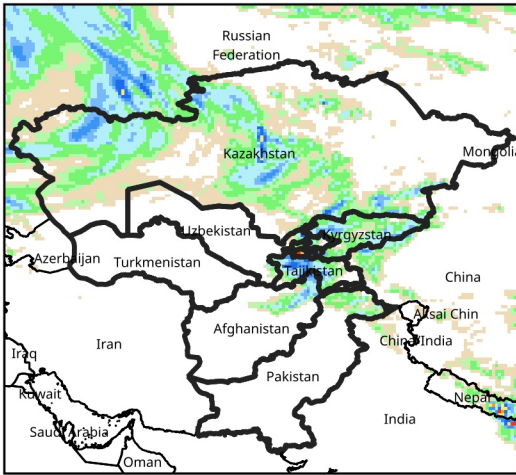 Russian
Federation
Kazakhstan
Mongolia
Uzbekistan
Kyrgyzstan
Azerbaijan
Turkmenistan
Tajikistan
China
Aksai Chin
Afghanistan
China/India
Iran
Iraq
Pakistan
Kuwait
Nepal
India
Saudi Arabia
Oman